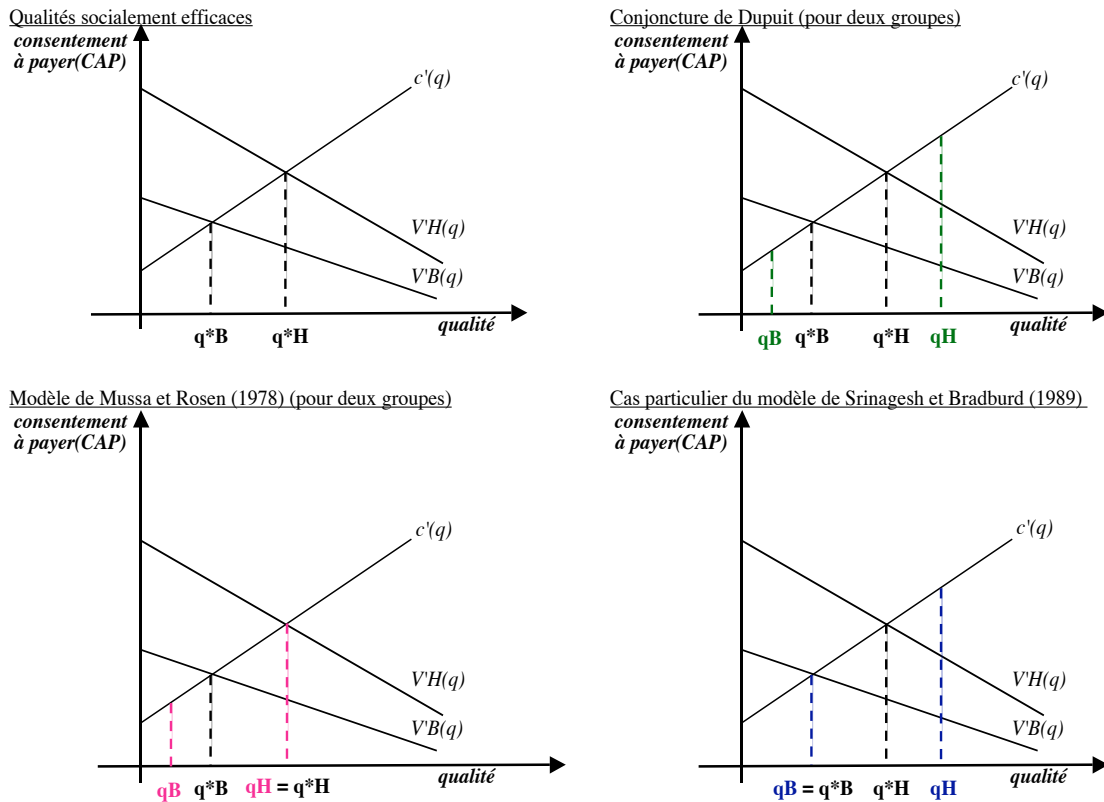 Qualités socialement efficaces
consentement
à payer(CAP)
c'(q)
V'H(q)
V'B(q)
qualité
q*B
q*H
Conjoncture de Dupuit (pour deux groupes)
consentement
à payer(CAP)
c'(q)
V'H(q)
V'B(q)
qualité
qB
q*B
q*H
qH
Modèle de Mussa et Rosen (1978) (pour deux groupes)
consentement
à payer(CAP)
c'(q)
V'H(q)
V'B(q)
qualité
qB
q*B
qH = q*H
Cas particulier du modèle de Srinagesh et Bradburd (1989)
consentement
à payer(CAP)
c'(q)
V'H(q)
V'B(q)
qualité
qB = q*B
q*H
qH